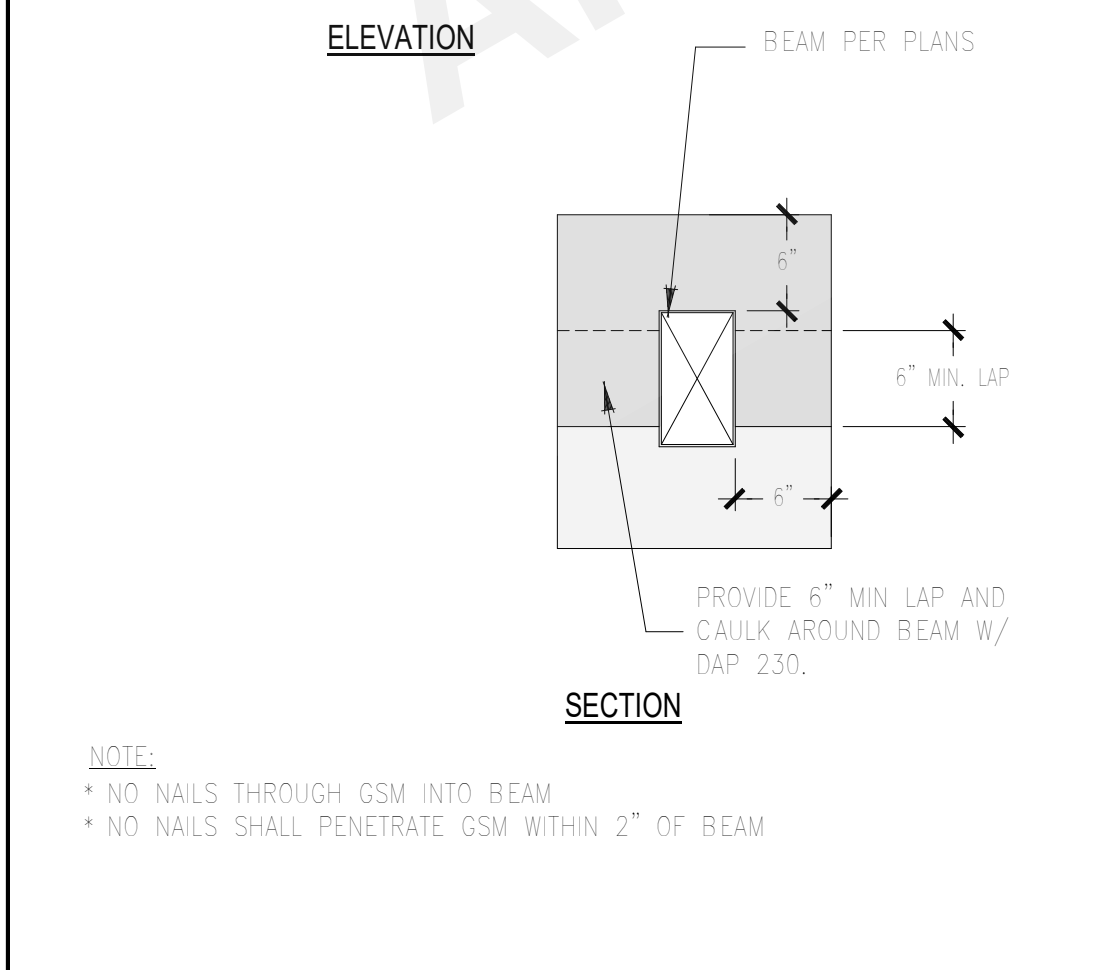 ELEVATION
BEAM PER PLANS
6”
6” MIN. LAP
6”
PROVIDE 6” MIN LAP AND
CAULK AROUND BEAM W/
DAP 230.
SECTION
NOTE:
* NO NAILS THROUGH GSM INTO BEAM
* NO NAILS SHALL PENETRATE GSM WITHIN 2” OF BEAM